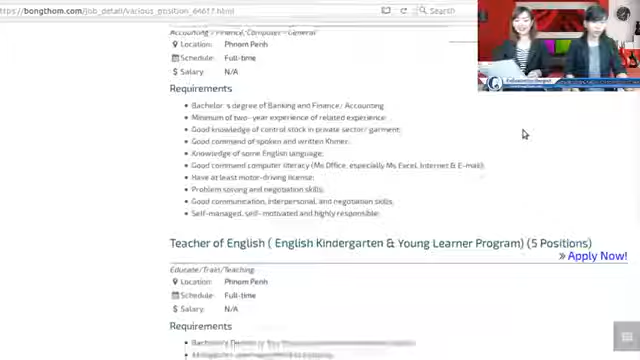 https://bongthom.com/job_detail/various_position_64617.html
Search
Accounting / Finance, Computer - General
Location: Phnom Penh
Schedule: Full-time
$ Salary: N/A
Requirements
Bachelor's degree of Banking and Finance/ Accounting
Minimum of two-year experience of related experience
Good knowledge of control stock in private sector/ garment;
Good command of spoken and written Khmer.
Knowledge of some English language;
Good command computer literacy (Ms Office, especially Ms Excel, Internet & E-mail);
Have at least motor-driving license;
Problem solving and negotiation skills;
Good communication, interpersonal, and negotiation skills,
Self-managed, self-motivated and highly responsible;
Teacher of English ( English Kindergarten & Young Learner Program) (5 Positions)
» Apply Now!
Educate/Train/Teaching
Location: Phnom Penh
Schedule: Full-time
$ Salary: N/A
Requirements
Bachelor's